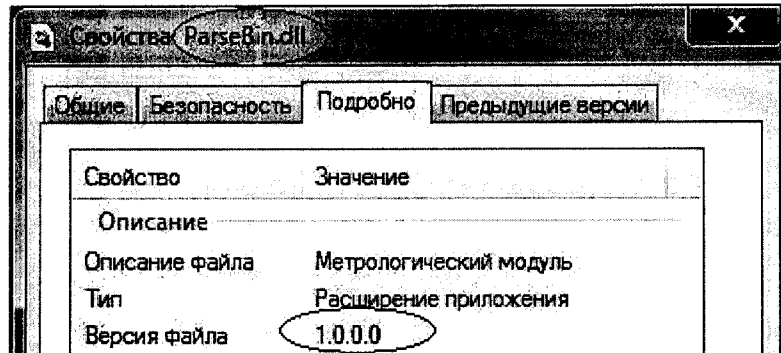 Свойства: ParseBin.dll
X
Общие Безопасность Подробно Предыдущие версии
Свойство Значение
Описание
Описание файла Метрологический модуль
Тип Расширение приложения
Версия файла 1.0.0.0